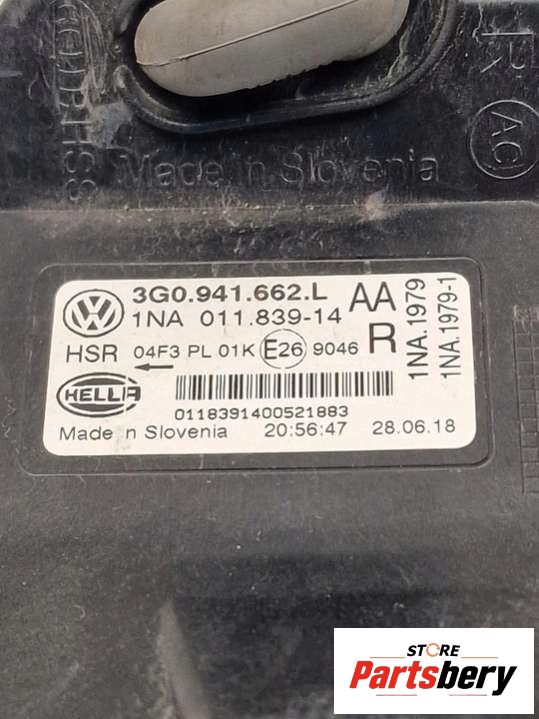 R
AC
Made in Slovenia
3G0.941.662.L AA
1NA 011.839-14 R
HSR 04F3 PL 01K E26 9046
1NA.1979
1NA.1979-1
HELLA
0118391400521883
Made in Slovenia 20:56:47 28.06.18
STORE
Partsbery